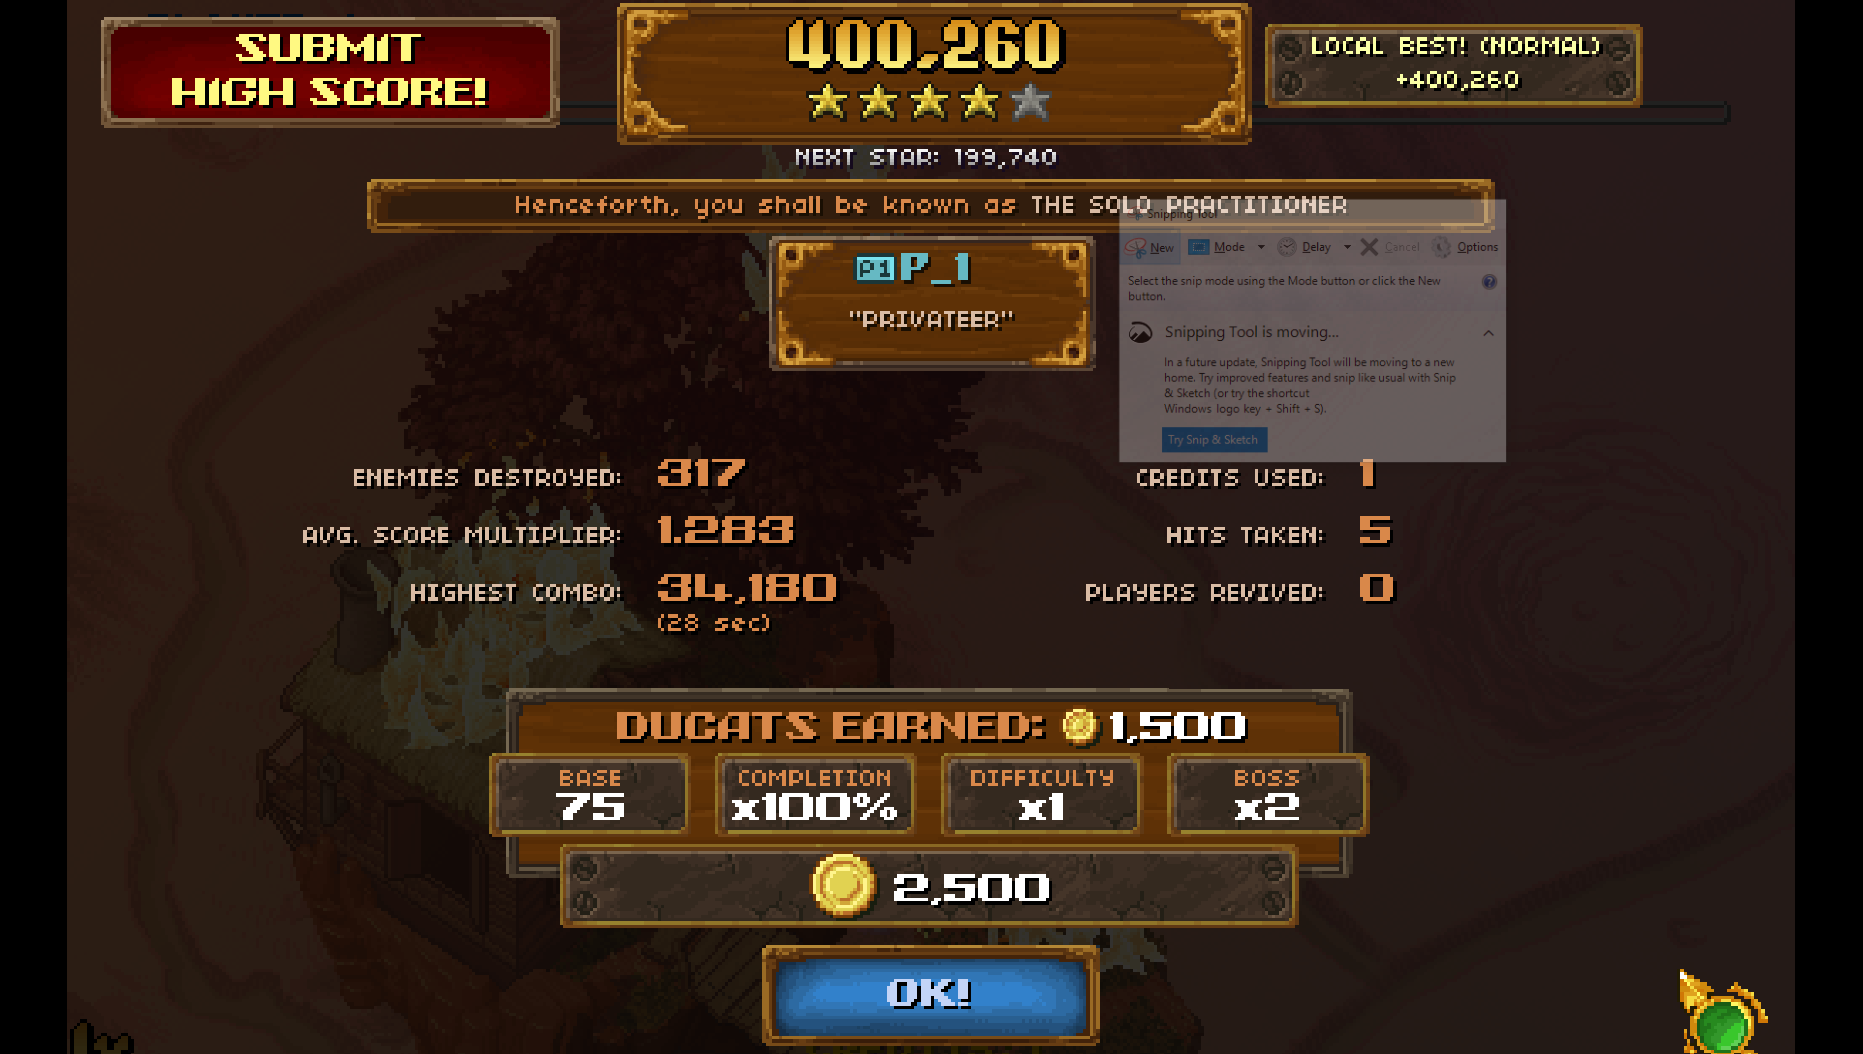 SUBMIT
HIGH SCORE!
400,260
NEXT STAR: 199,740
LOCAL BEST! (NORMAL)
+400,260
Henceforth, you shall be known as THE SOLO PRACTITIONER
P1 P_1
"PRIVATEER"
Snipping Tool
New Mode Delay Cancel Options
Select the snip mode using the Mode button or click the New
button.
Snipping Tool is moving...
In a future update, Snipping Tool will be moving to a new
home. Try improved features and snip like usual with Snip
& Sketch (or try the shortcut
Windows logo key + Shift + S).
Try Snip & Sketch
ENEMIES DESTROYED: 317
AVG. SCORE MULTIPLIER: 1.283
HIGHEST COMBO: 34,180
(28 sec)
CREDITS USED: 1
HITS TAKEN: 5
PLAYERS REVIVED: 0
DUCATS EARNED: 1,500
BASE
75
COMPLETION
x100%
DIFFICULTY
x1
BOSS
x2
2,500
OK!